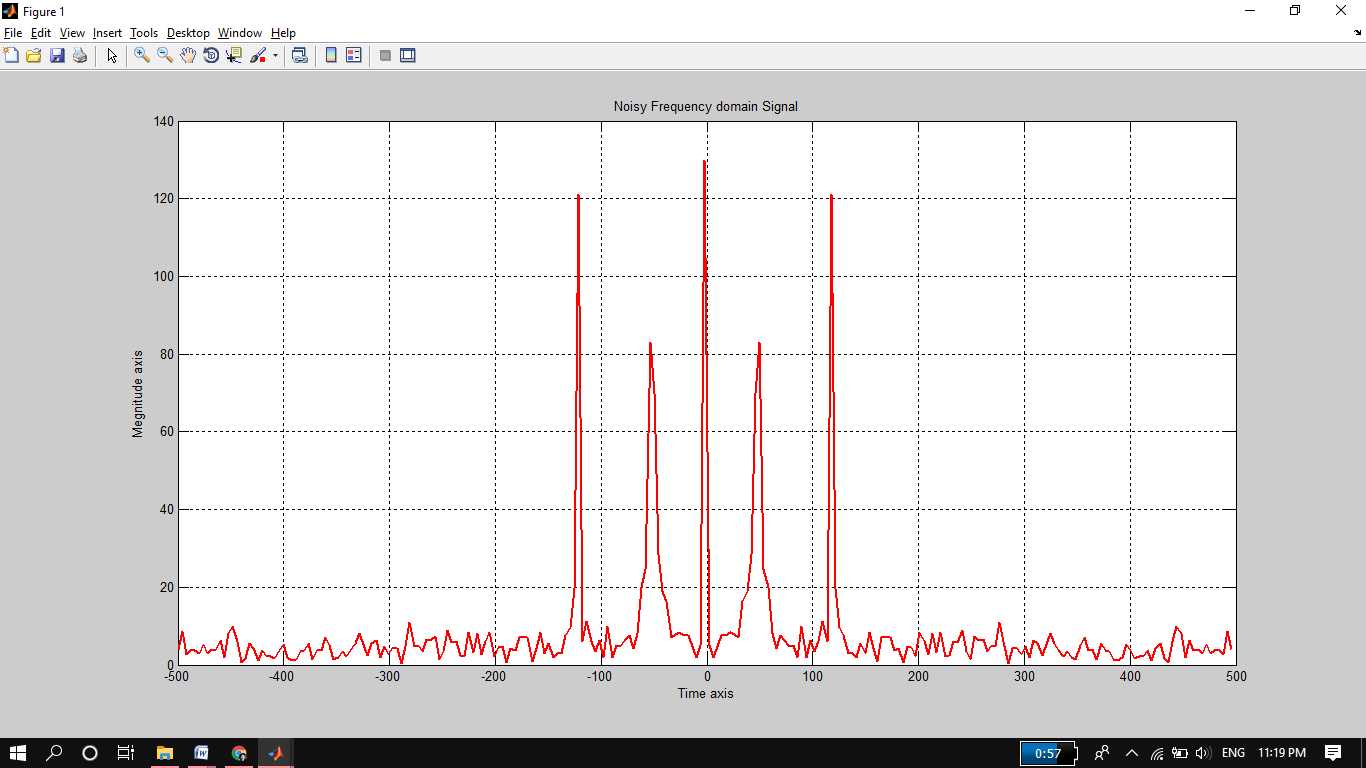 Figure 1
File Edit View Insert Tools Desktop Window Help
Noisy Frequency domain Signal
140
120
100
80
60
40
20
0
Megnitude axis
-500 -400 -300 -200 -100 0 100 200 300 400 500
Time axis
0:57 ENG 11:19 PM